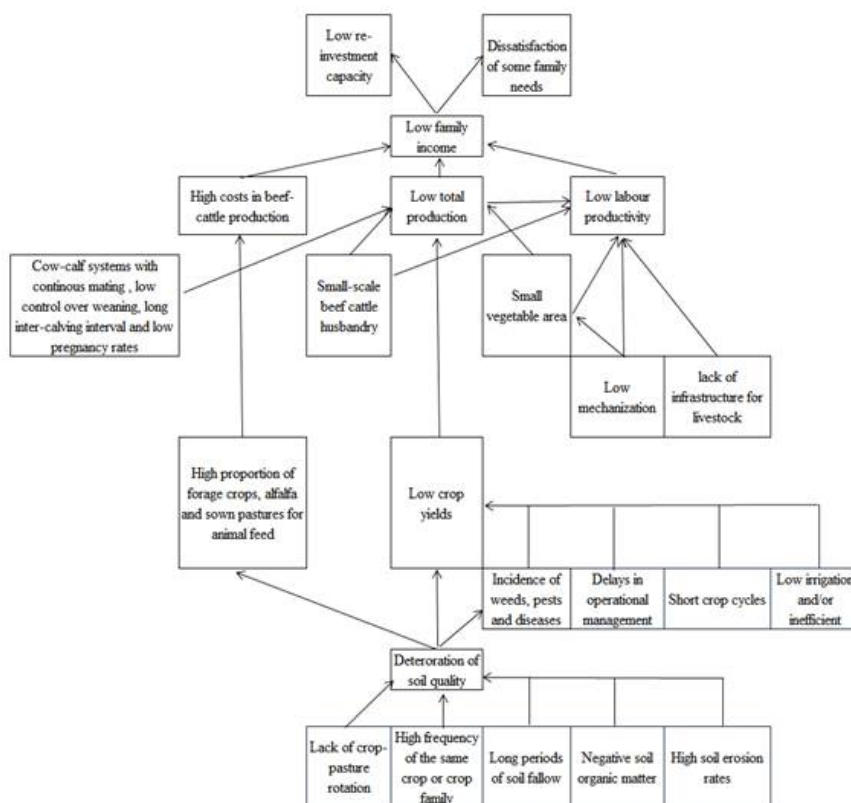 Low re-
investment
capacity
Dissatisfaction
of some family
needs
Low family
income
High costs in beef-
cattle production
Low total
production
Low labour
productivity
Cow-calf systems with
continous mating , low
control over weaning, long
inter-calving interval and low
pregnancy rates
Small-scale
beef cattle
husbandry
Small
vegetable area
Low
mechanization
lack of
infrastructure for
livestock
High proportion of
forage crops, alfalfa
and sown pastures for
animal feed
Low crop
yields
Incidence of
weeds, pests
and diseases
Delays in
operational
management
Short crop cycles
Low irrigation
and/or
inefficient
Deteroration of
soil quality
Lack of crop-
pasture
rotation
High frequency
of the same
crop or crop
family
Long periods
of soil fallow
Negative soil
organic matter
High soil erosion
rates